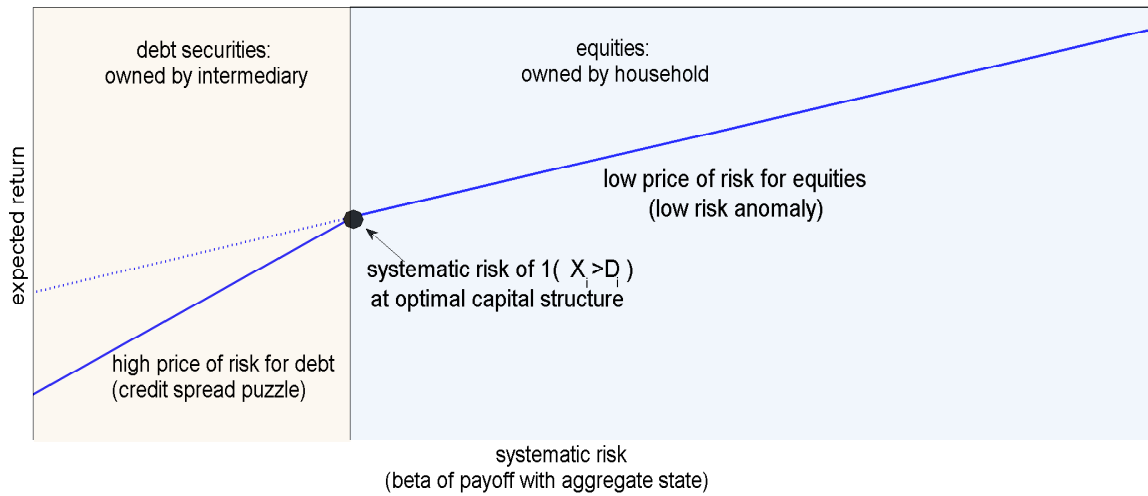 debt securities:
owned by intermediary
equities:
owned by household
low price of risk for equities
(low risk anomaly)
expected return
systematic risk of 1( X_i>D_i )
at optimal capital structure
high price of risk for debt
(credit spread puzzle)
systematic risk
(beta of payoff with aggregate state)